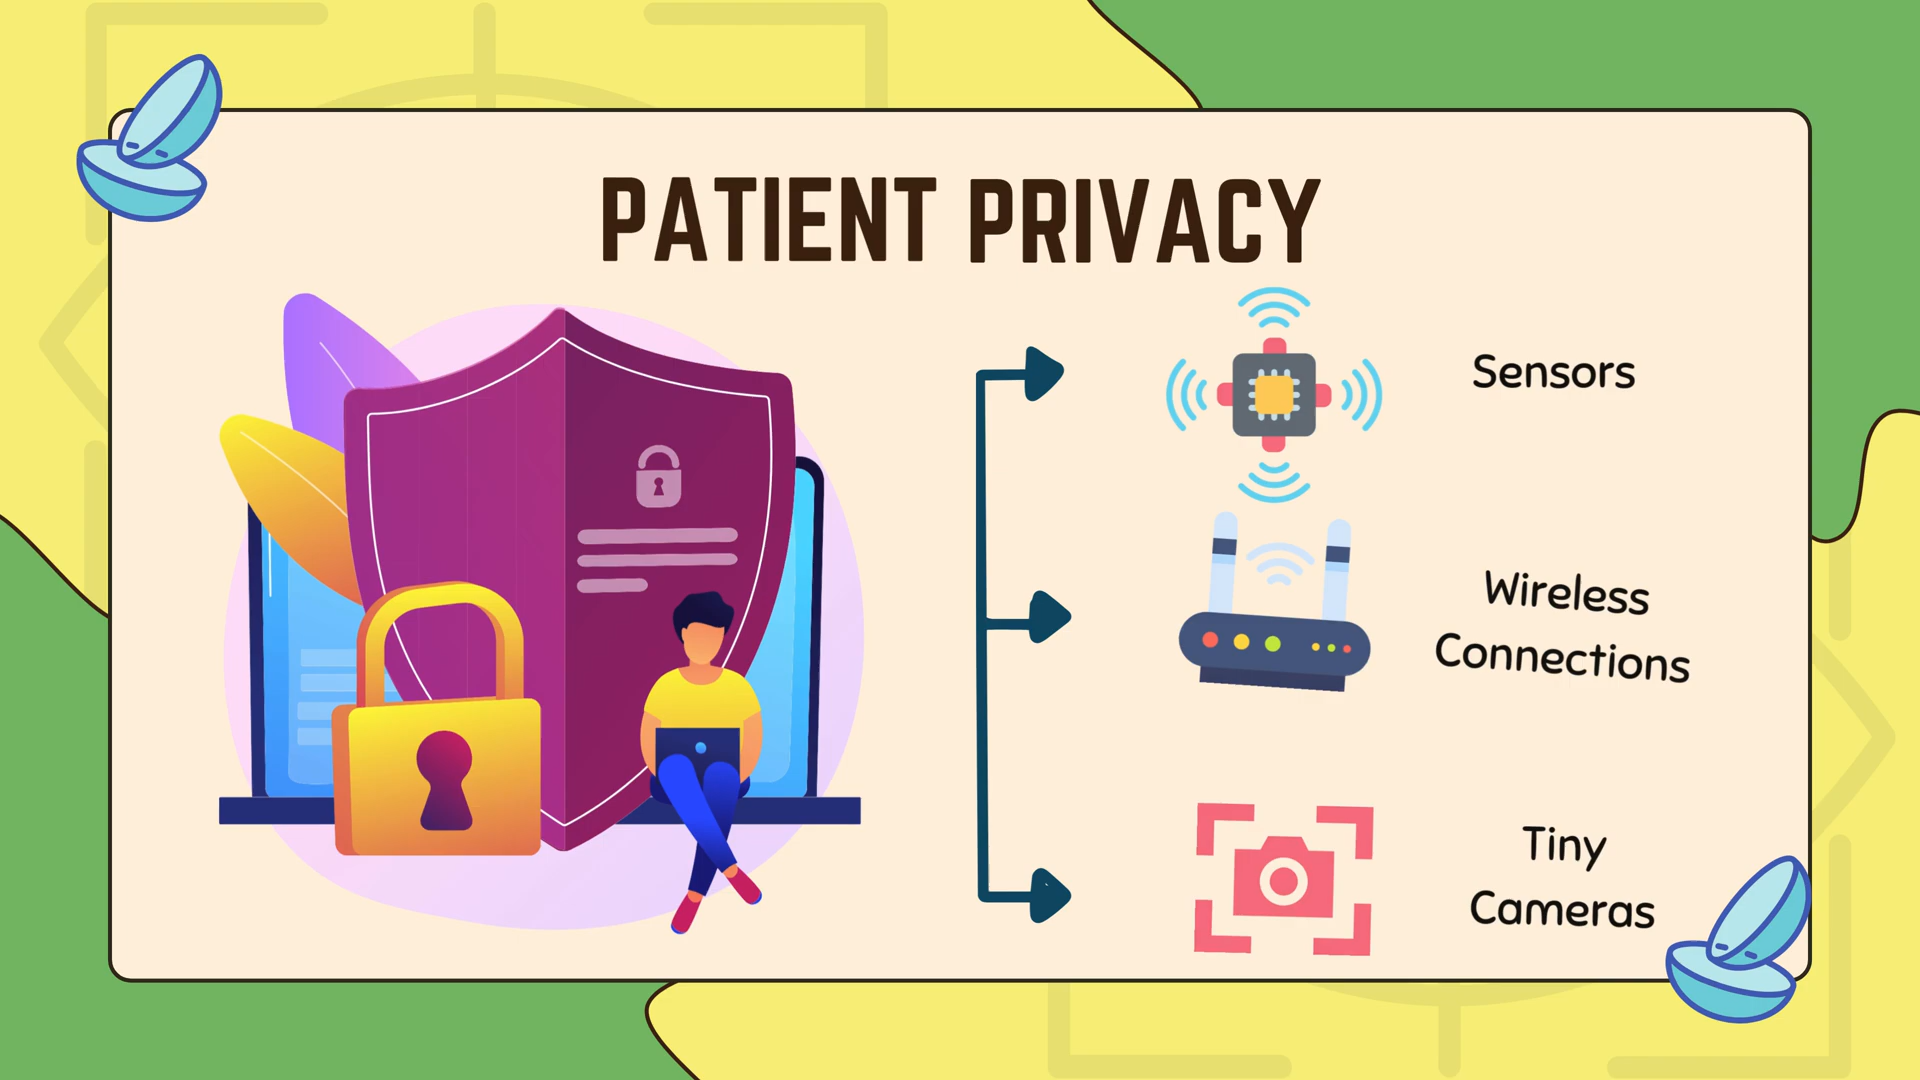 PATIENT PRIVACY
Sensors
Wireless
Connections
Tiny
Cameras